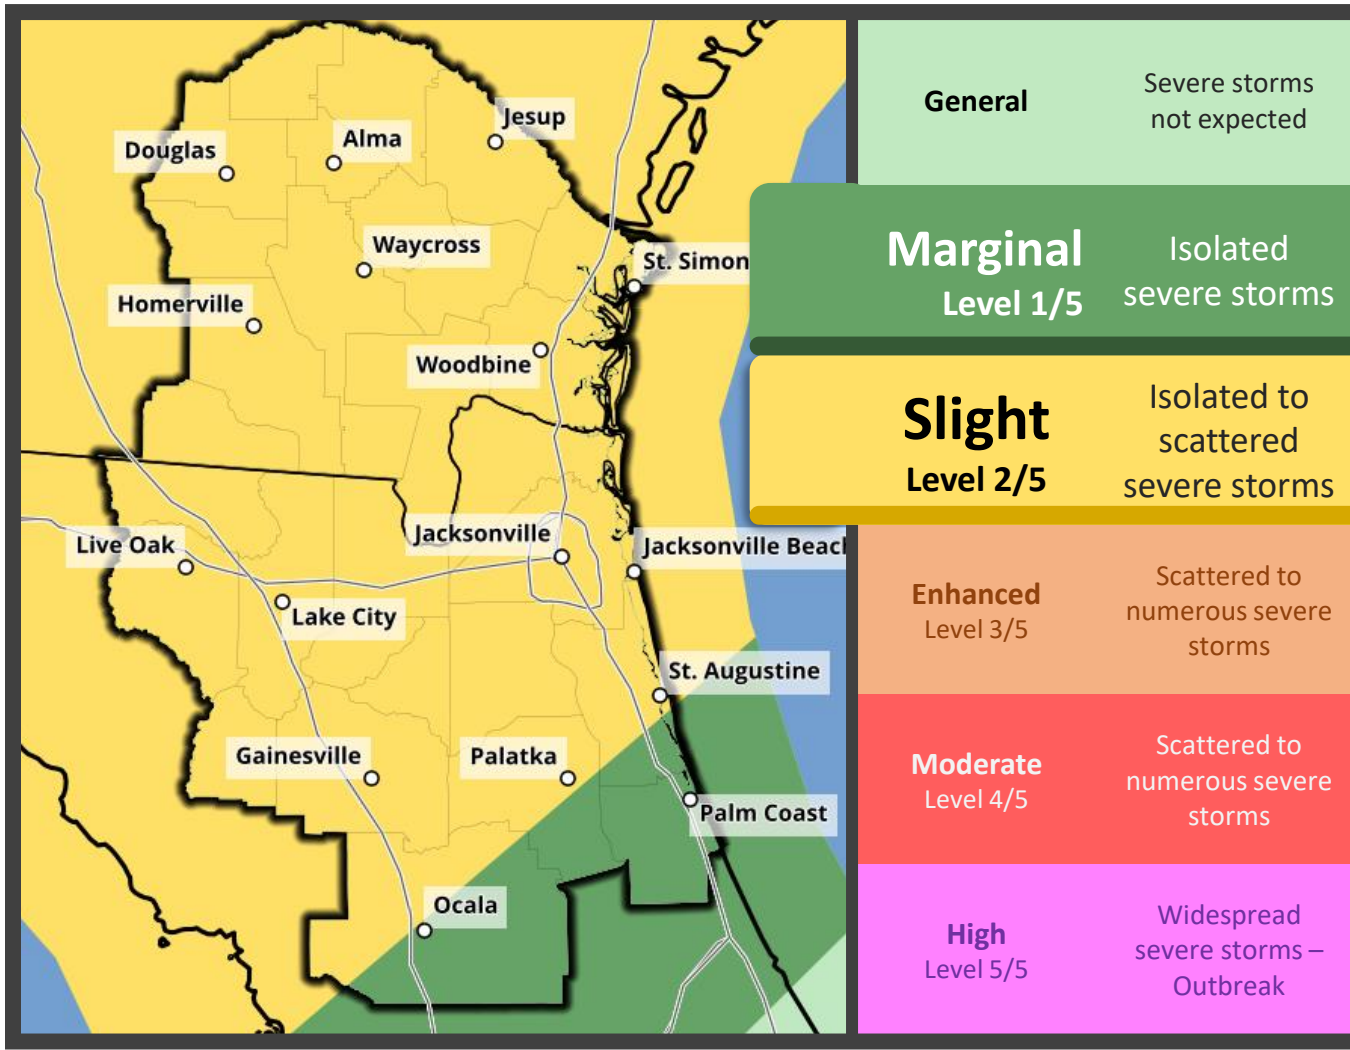 Jesup
Alma
Douglas
Waycross
St. Simon
Homerville
Woodbine
Jacksonville
Live Oak
Jacksonville Beach
Lake City
St. Augustine
Gainesville
Palatka
Palm Coast
Ocala
General
Severe storms
not expected
Marginal
Level 1/5
Isolated
severe storms
Slight
Level 2/5
Isolated to
scattered
severe storms
Enhanced
Level 3/5
Scattered to
numerous severe
storms
Moderate
Level 4/5
Scattered to
numerous severe
storms
High
Level 5/5
Widespread
severe storms –
Outbreak